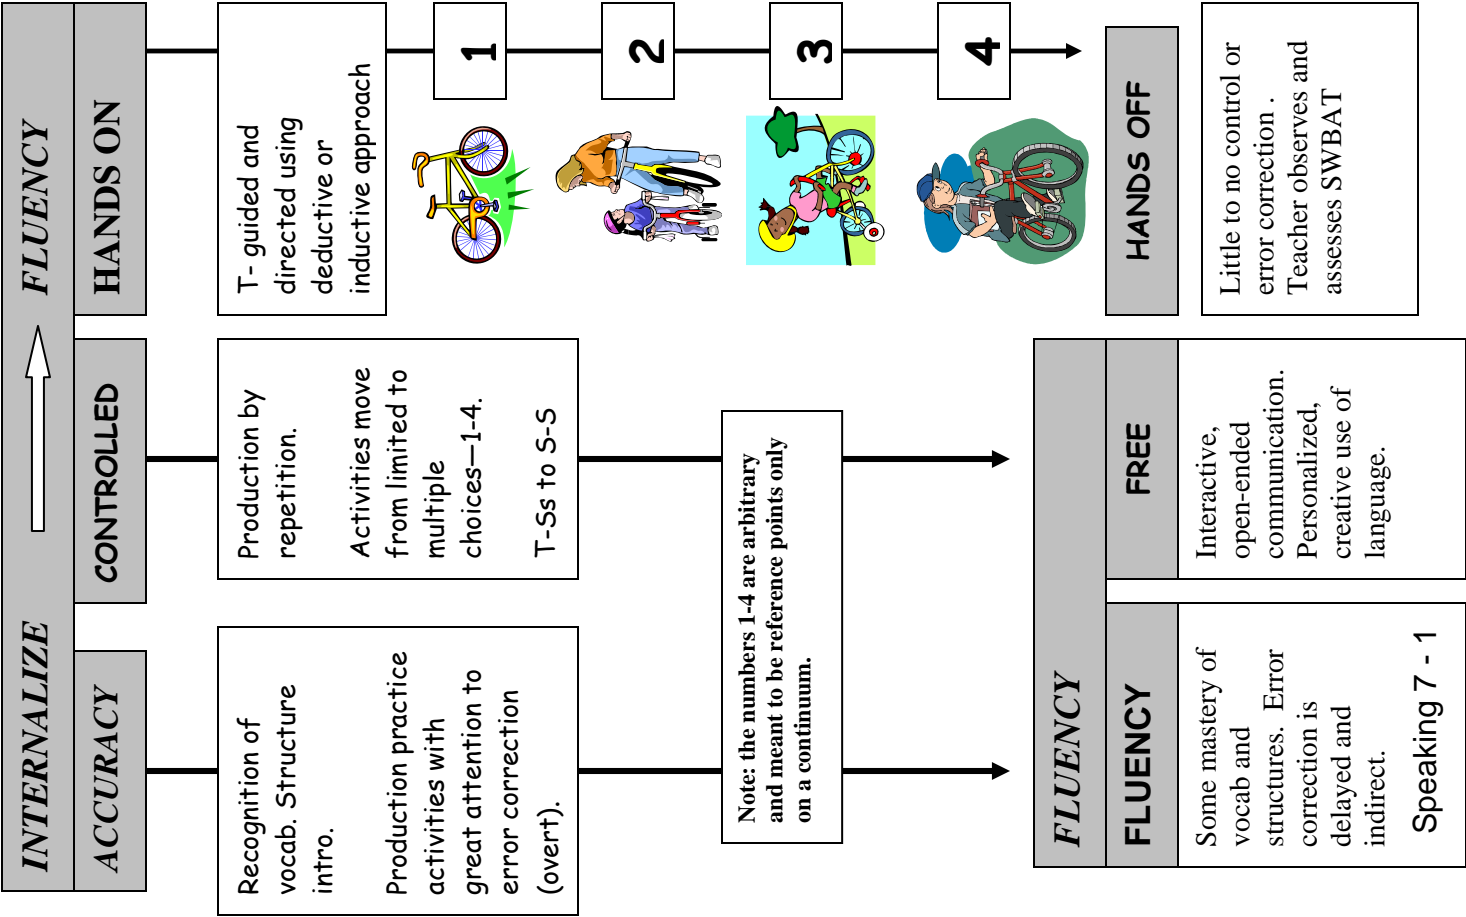 INTERNALIZE FLUENCY
ACCURACY
CONTROLLED
HANDS ON
Recognition of
vocab. Structure
intro.
Production practice
activities with
great attention to
error correction
(overt).
Production by
repetition.
Activities move
from limited to
multiple
choices—1-4.
T-Ss to S-S
T- guided and
directed using
deductive or
inductive approach
1
2
3
4
Note: the numbers 1-4 are arbitrary
and meant to be reference points only
on a continuum.
FLUENCY
FLUENCY
FREE
HANDS OFF
Some mastery of
vocab and
structures. Error
correction is
delayed and
indirect.
Interactive,
open-ended
communication.
Personalized,
creative use of
language.
Little to no control or
error correction .
Teacher observes and
assesses SWBAT
Speaking 7 - 1